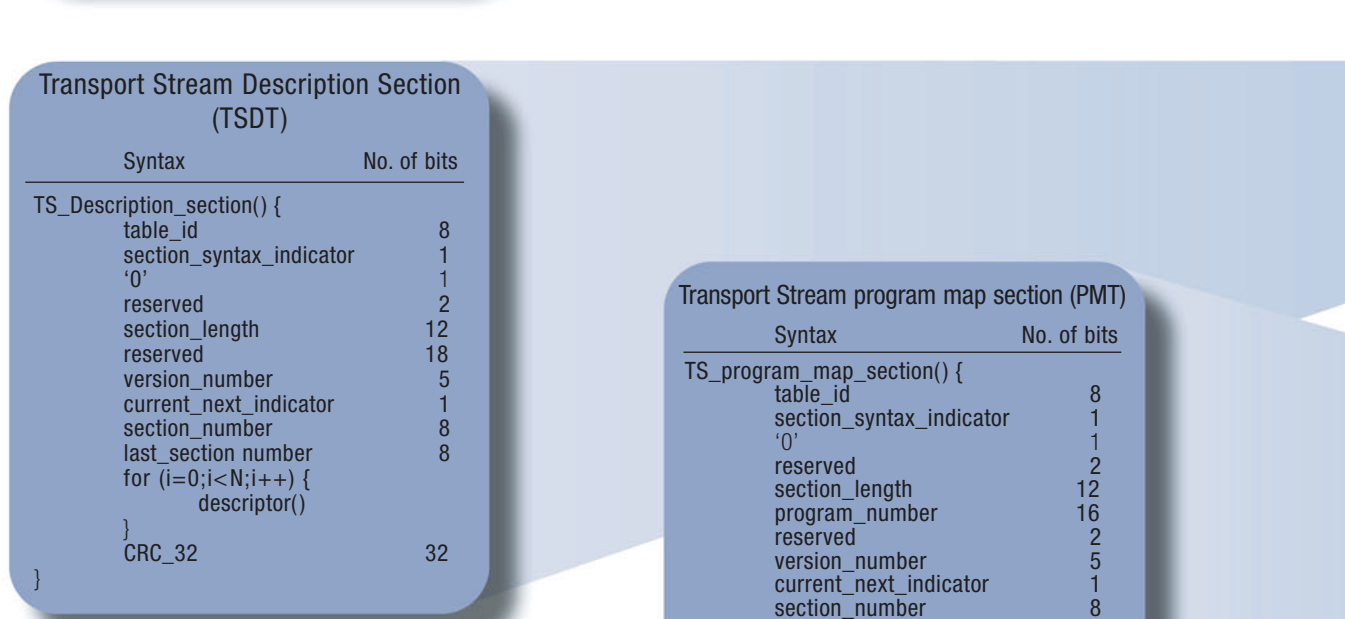 Transport Stream Description Section
(TSDT)
Syntax No. of bits
TS_Description_section() {
table_id 8
section_syntax_indicator 1
‘0’ 1
reserved 2
section_length 12
reserved 18
version_number 5
current_next_indicator 1
section_number 8
last_section number 8
for (i=0;i<N;i++) {
descriptor()
}
CRC_32 32
}
Transport Stream program map section (PMT)
Syntax No. of bits
TS_program_map_section() {
table_id 8
section_syntax_indicator 1
‘0’ 1
reserved 2
section_length 12
program_number 16
reserved 2
version_number 5
current_next_indicator 1
section_number 8